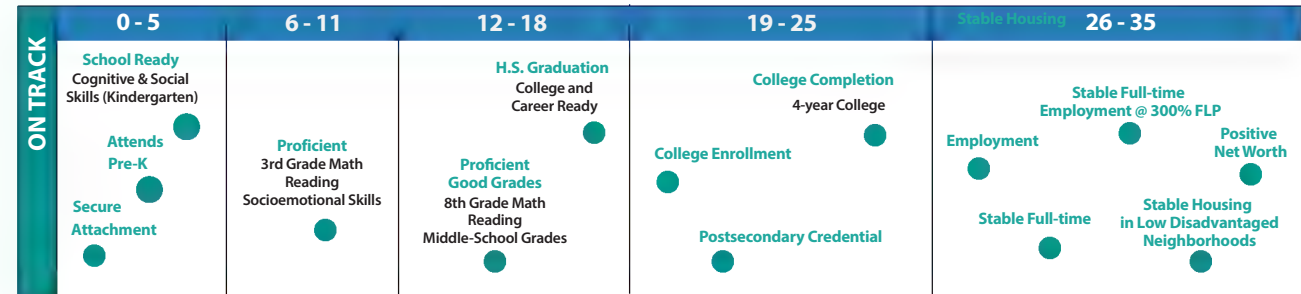 ON TRACK
0 - 5
School Ready
Cognitive & Social
Skills (Kindergarten)
Attends
Pre-K
Secure
Attachment
6 - 11
Proficient
3rd Grade Math
Reading
Socioemotional Skills
12 - 18
H.S. Graduation
College and
Career Ready
Proficient
Good Grades
8th Grade Math
Reading
Middle-School Grades
19 - 25
College Completion
4-year College
College Enrollment
Postsecondary Credential
Stable Housing
26 - 35
Stable Full-time
Employment @ 300% FLP
Employment
Positive
Net Worth
Stable Full-time
Stable Housing
in Low Disadvantaged
Neighborhoods